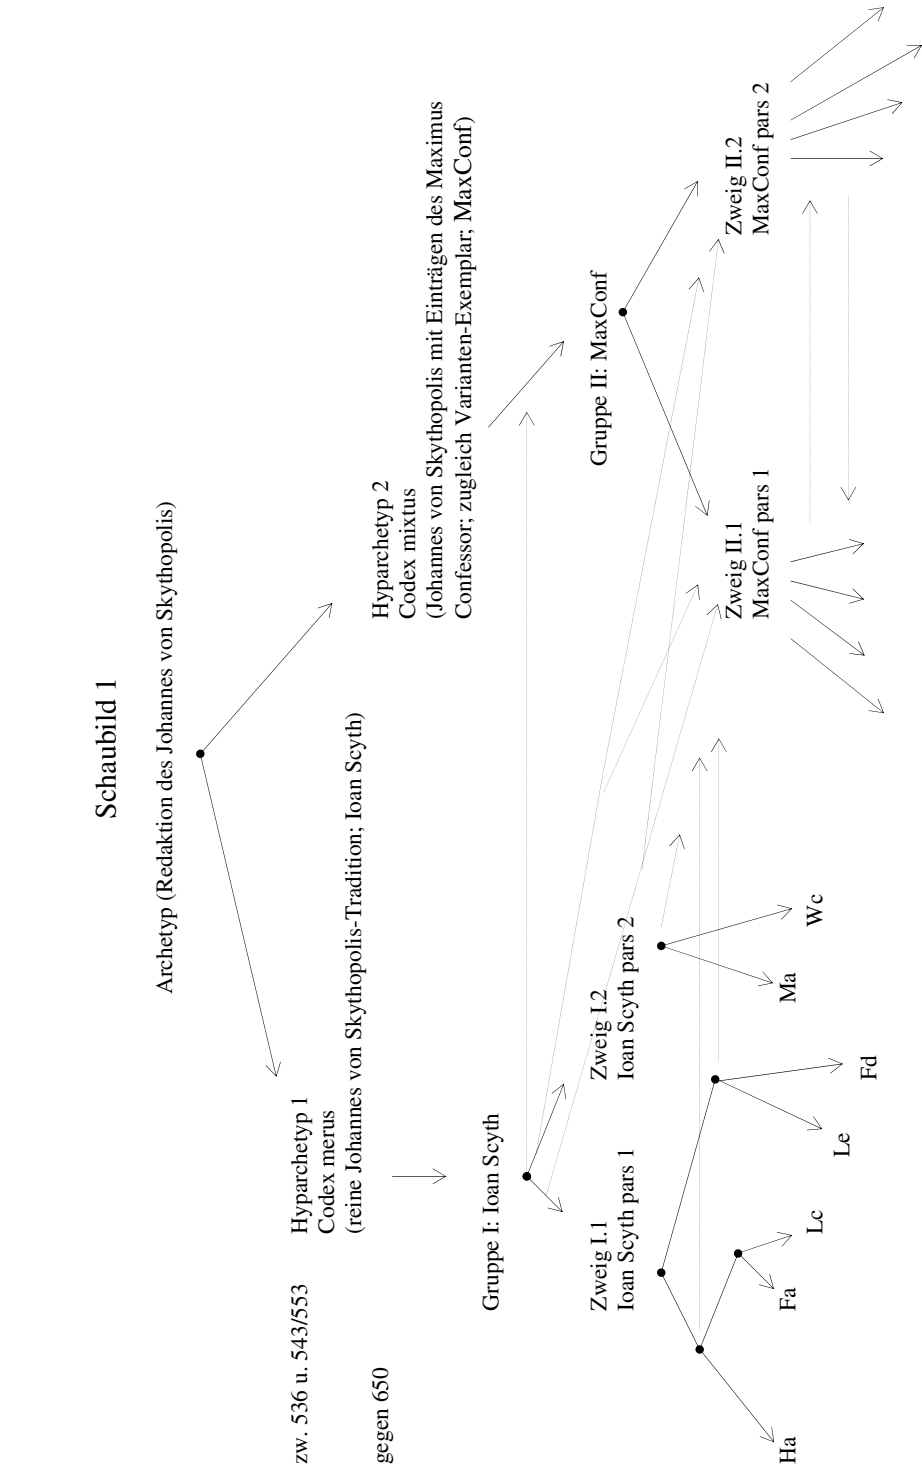 Schaubild 1
Archetyp (Redaktion des Johannes von Skythopolis)
zw. 536 u. 543/553
Hyparchetyp 1
Codex merus
(reine Johannes von Skythopolis-Tradition; Ioan Scyth)
gegen 650
Hyparchetyp 2
Codex mixtus
(Johannes von Skythopolis mit Einträgen des Maximus
Confessor; zugleich Varianten-Exemplar; MaxConf)
Gruppe I: Ioan Scyth
Gruppe II: MaxConf
Zweig I.1
Ioan Scyth pars 1
Zweig I.2
Ioan Scyth pars 2
Zweig II.1
MaxConf pars 1
Zweig II.2
MaxConf pars 2
Ha
Fa
Lc
Le
Fd
Ma
Wc